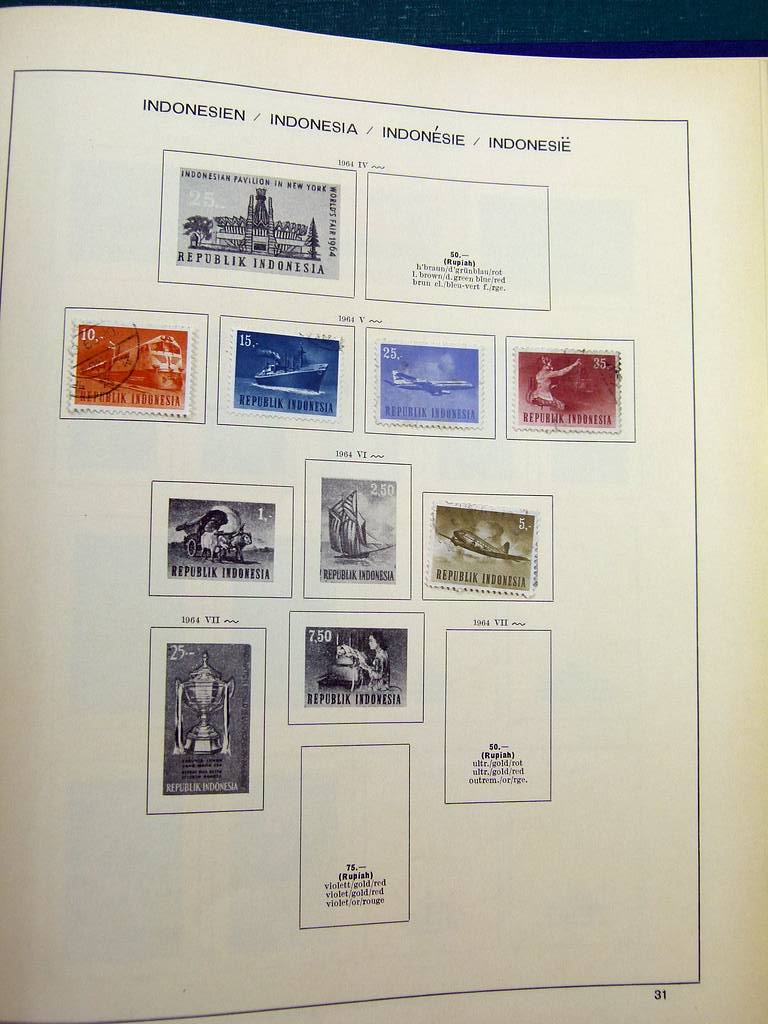 INDONESIEN / INDONESIA / INDONÉSIE / INDONESIË
1964 IV
INDONESIAN PAVILION IN NEW YORK
WORLD'S FAIR 1964
25.-
REPUBLIK INDONESIA
50.—
(Rupiah)
h'braun/d'grünblau/rot
l. brown/d. green blue/red
brun cl./bleu-vert f./rge.
1964 V
10,-
REPUBLIK INDONESIA
15,-
REPUBLIK INDONESIA
25,-
REPUBLIK INDONESIA
35,-
REPUBLIK INDONESIA
1964 VI
1,-
REPUBLIK INDONESIA
2,50
REPUBLIK INDONESIA
5,-
REPUBLIK INDONESIA
1964 VII
25.-
REPUBLIK INDONESIA
7,50
REPUBLIK INDONESIA
1964 VII
50.—
(Rupiah)
ultr./gold/rot
ultr./gold/red
outrem./or/rge.
75.—
(Rupiah)
violett/gold/red
violet/gold/red
violet/or/rouge
31